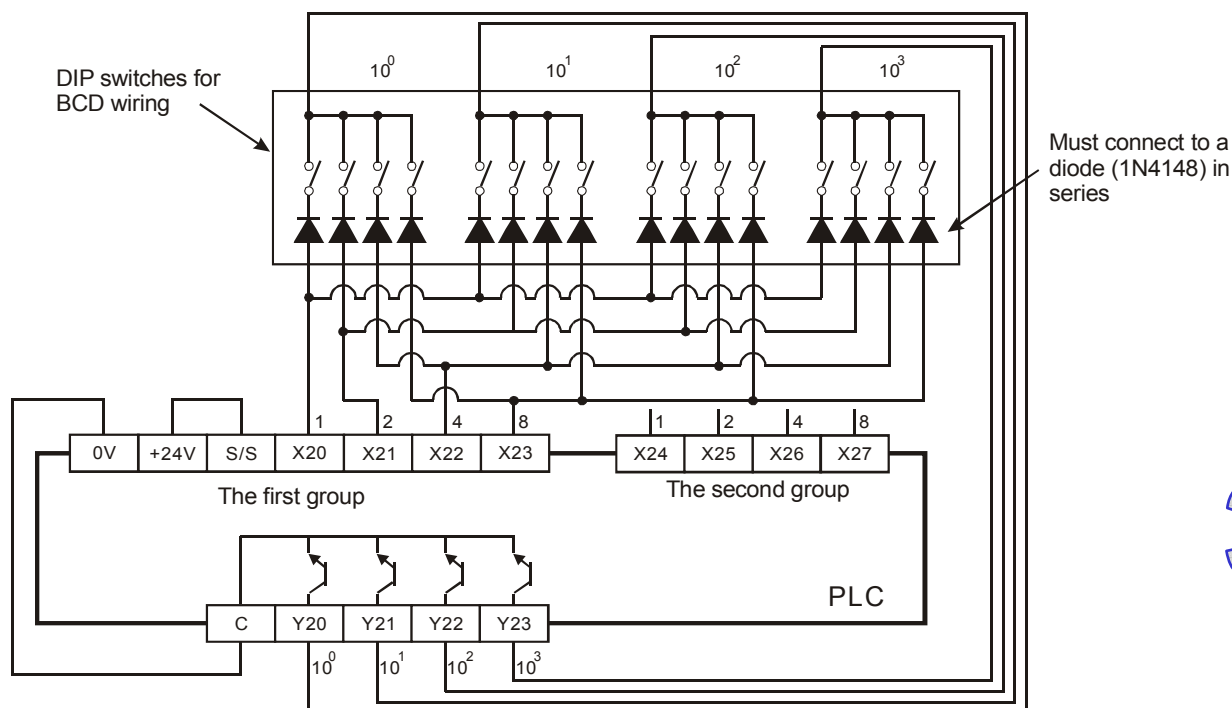 10⁰ 10¹ 10² 10³
DIP switches for
BCD wiring
Must connect to a
diode (1N4148) in
series
1 2 4 8 1 2 4 8
0V +24V S/S X20 X21 X22 X23 X24 X25 X26 X27
The first group The second group
PLC
C Y20 Y21 Y22 Y23
10⁰ 10¹ 10² 10³